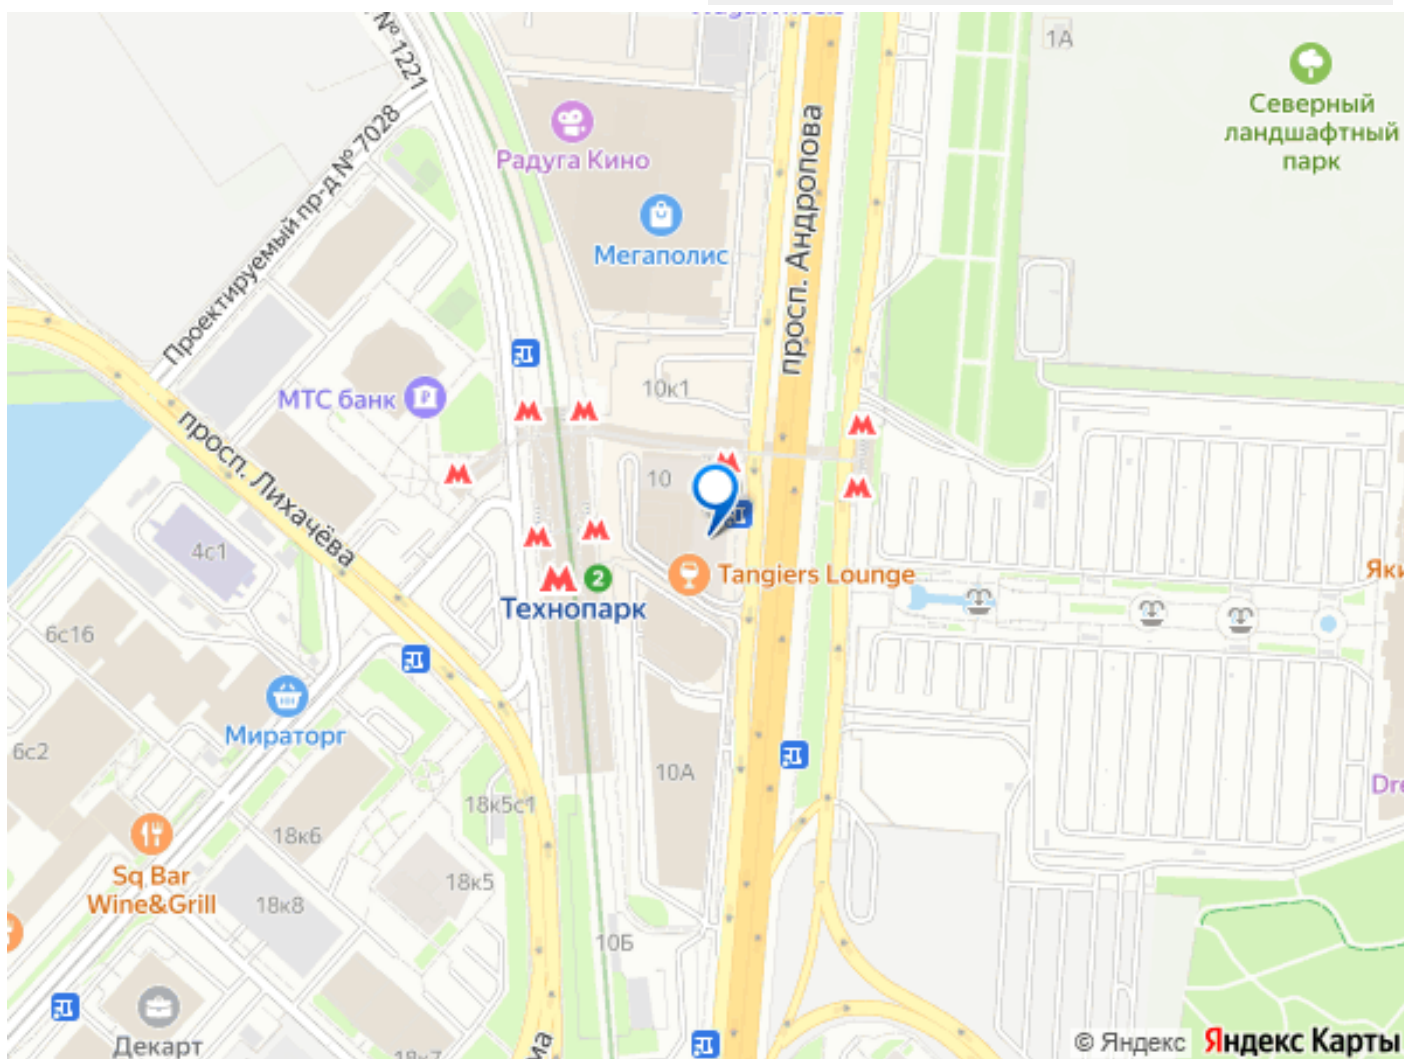 № 1221
1А
Северный
ландшафтный
парк
Радуга Кино
Проектируемый пр-д № 7028
просп. Андропова
Мегаполис
10к1
МТС банк
просп. Лихачёва
10
4с1
Tangiers Lounge
2
Технопарк
6с16
Мираторг
6с2
10А
18к5с1
18к6
Sq Bar
Wine&Grill
18к5
18к8
10Б
Декарт
18к7
© Яндекс
Яндекс Карты